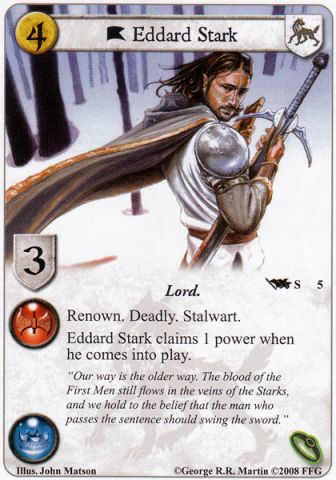 4
Eddard Stark
3
Lord.
S 5
Renown. Deadly. Stalwart.
Eddard Stark claims 1 power when
he comes into play.
"Our way is the older way. The blood of the
First Men still flows in the veins of the Starks,
and we hold to the belief that the man who
passes the sentence should swing the sword."
Illus. John Matson
©George R.R. Martin ©2008 FFG